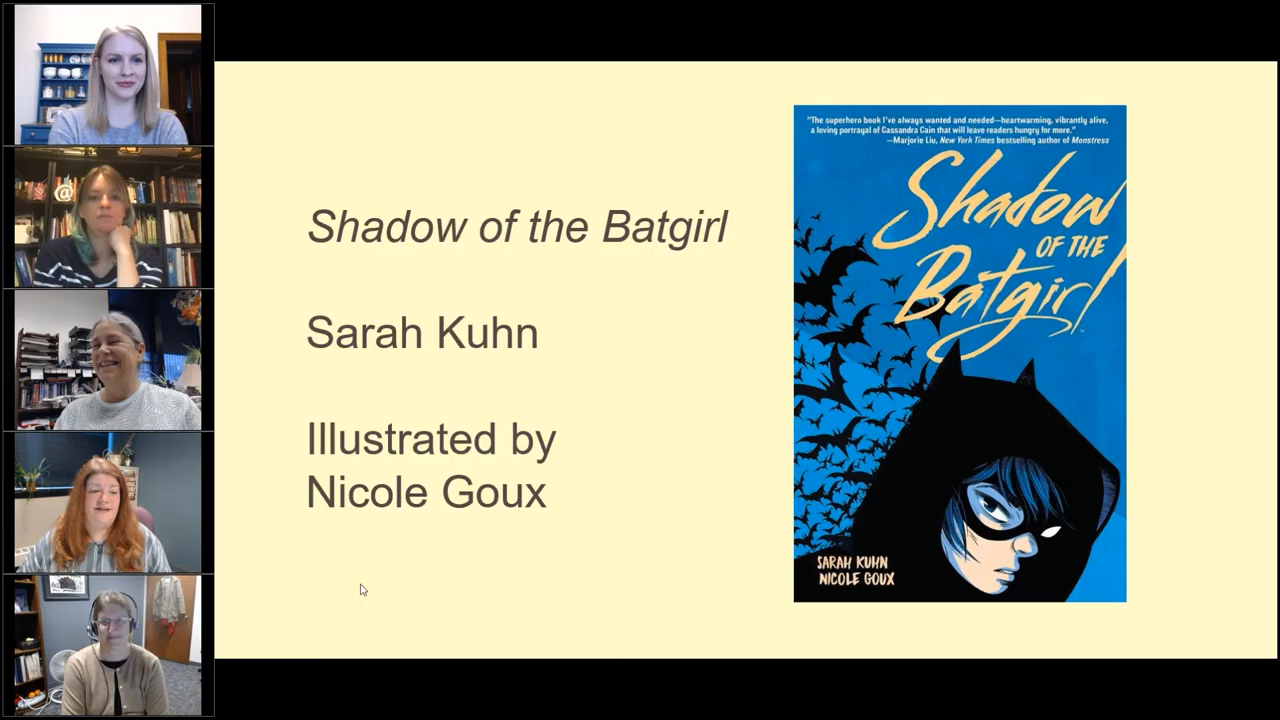 Shadow of the Batgirl
Sarah Kuhn
Illustrated by
Nicole Goux
"The superhero book I've always wanted and needed—heartwarming, vibrantly alive,
a loving portrayal of Cassandra Cain that will leave readers hungry for more."
—Marjorie Liu, New York Times bestselling author of Monstress
Shadow
OF THE
Batgirl
SARAH KUHN
NICOLE GOUX
@